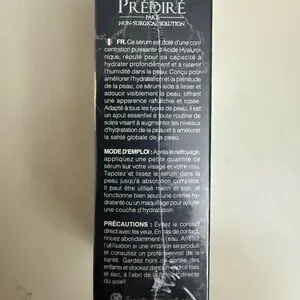 PRÉDIRÉ
PARIS
NON-SURGICAL SOLUTION
FR. Ce sérum est doté d'une con-
centration puissante d'Acide Hyaluro-
nique, réputé pour sa capacité à
hydrater profondément et à retenir
l'humidité dans la peau. Conçu pour
améliorer l'hydratation et la plénitude
de la peau, ce sérum aide à lisser et
adoucir visiblement la peau, offrant
une apparence rafraîchie et rosée.
Adapté à tous les types de peau, il est
un ajout essentiel à toute routine de
soins visant à augmenter les niveaux
d'hydratation de la peau et à améliorer
la santé globale de la peau.
MODE D'EMPLOI : Après le nettoyage,
appliquez une petite quantité de
sérum sur votre visage et votre cou.
Tapotez et lissez le sérum dans la
peau jusqu'à absorption complète.
Il peut être utilisé matin et soir, et
fonctionne bien sous une crème hydra-
tante ou un maquillage pour ajouter
une couche d'hydratation.
PRÉCAUTIONS : Évitez le contact
direct avec les yeux. En cas de contact,
rincez abondamment à l'eau. Arrêtez
l'utilisation si une irritation se produit
et consultez un professionnel de la
santé. Gardez hors de portée des
enfants et stockez dans un endroit frais
et sec, à l'abri de la lumière directe
du soleil.